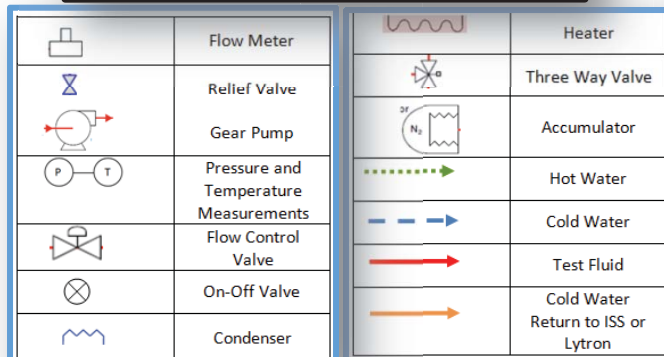 Flow Meter
Relief Valve
Gear Pump
P
T
Pressure and
Temperature
Measurements
Flow Control
Valve
On-Off Valve
Condenser
Heater
Three Way Valve
or
N₂
Accumulator
Hot Water
Cold Water
Test Fluid
Cold Water
Return to ISS or
Lytron